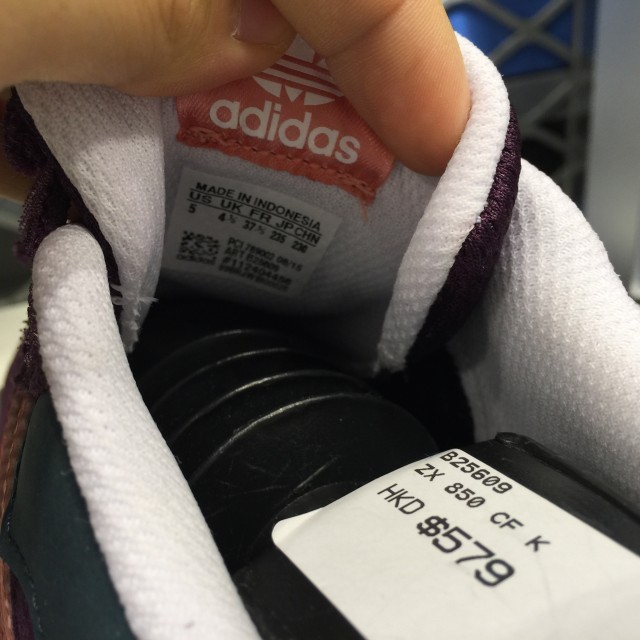 adidas
MADE IN INDONESIA
US UK FR JP CHN
5 4½ 37⅓ 235 235
B25609
ZX 850 CF K
HKD $579